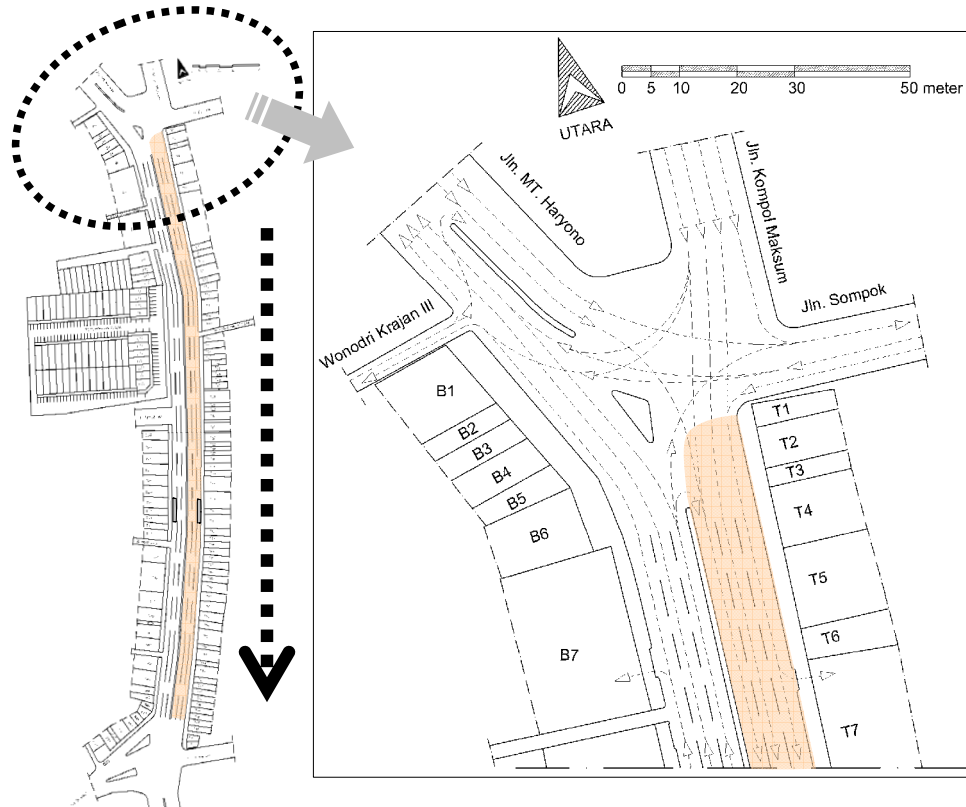 UTARA
0 5 10 20 30 50 meter
Jln. MT. Haryono
Jln. Kompol Maksum
Jln. Sompok
Wonodri Krajan III
B1
B2
B3
B4
B5
B6
B7
T1
T2
T3
T4
T5
T6
T7